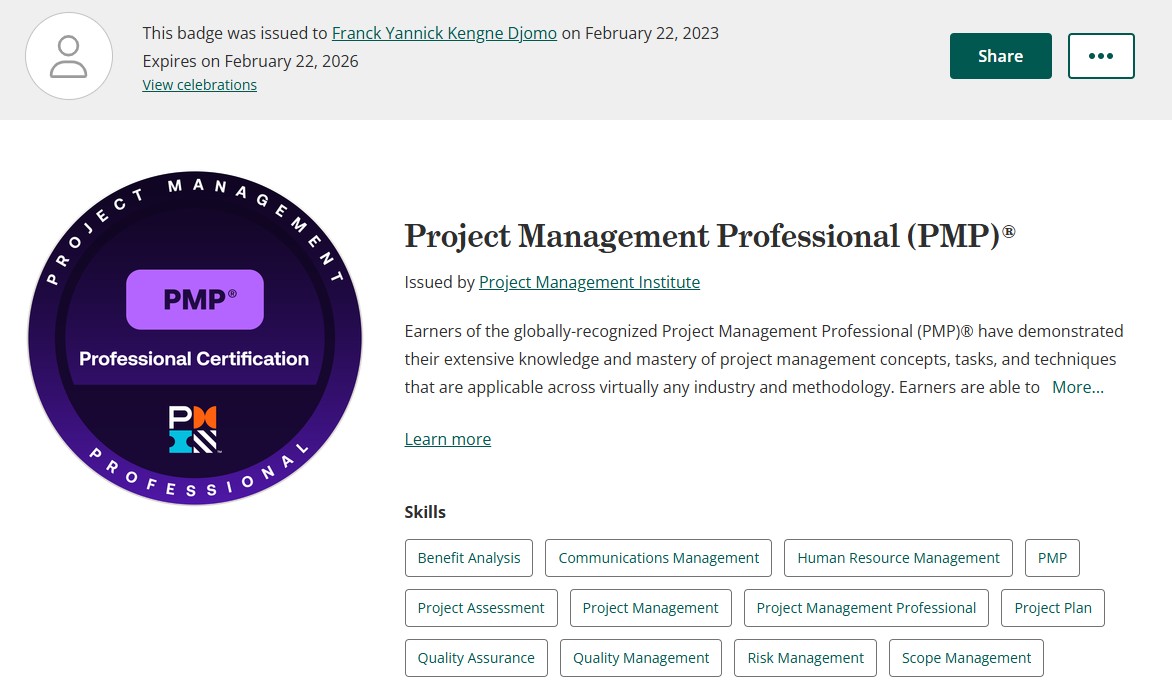 This badge was issued to Franck Yannick Kengne Djomo on February 22, 2023
Expires on February 22, 2026
View celebrations
Share
PROJECT MANAGEMENT
PMP®
Professional Certification
PM
PROFESSIONAL
Project Management Professional (PMP)®
Issued by Project Management Institute
Earners of the globally-recognized Project Management Professional (PMP)® have demonstrated
their extensive knowledge and mastery of project management concepts, tasks, and techniques
that are applicable across virtually any industry and methodology. Earners are able to More...
Learn more
Skills
Benefit Analysis Communications Management Human Resource Management PMP
Project Assessment Project Management Project Management Professional Project Plan
Quality Assurance Quality Management Risk Management Scope Management